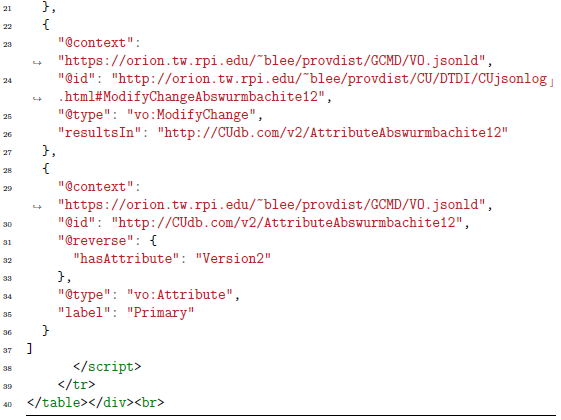 21 },
22 {
23 "@context":
↪ "https://orion.tw.rpi.edu/~blee/provdist/GCMD/VO.jsonld",
24 "@id": "http://orion.tw.rpi.edu/~blee/provdist/CU/DTDI/CUjsonlog⌋
↪ .html#ModifyChangeAbswurmbachite12",
25 "@type": "vo:ModifyChange",
26 "resultsIn": "http://CUdb.com/v2/AttributeAbswurmbachite12"
27 },
28 {
29 "@context":
↪ "https://orion.tw.rpi.edu/~blee/provdist/GCMD/VO.jsonld",
30 "@id": "http://CUdb.com/v2/AttributeAbswurmbachite12",
31 "@reverse": {
32 "hasAttribute": "Version2"
33 },
34 "@type": "vo:Attribute",
35 "label": "Primary"
36 }
37 ]
38 </script>
39 </tr>
40 </table></div><br>